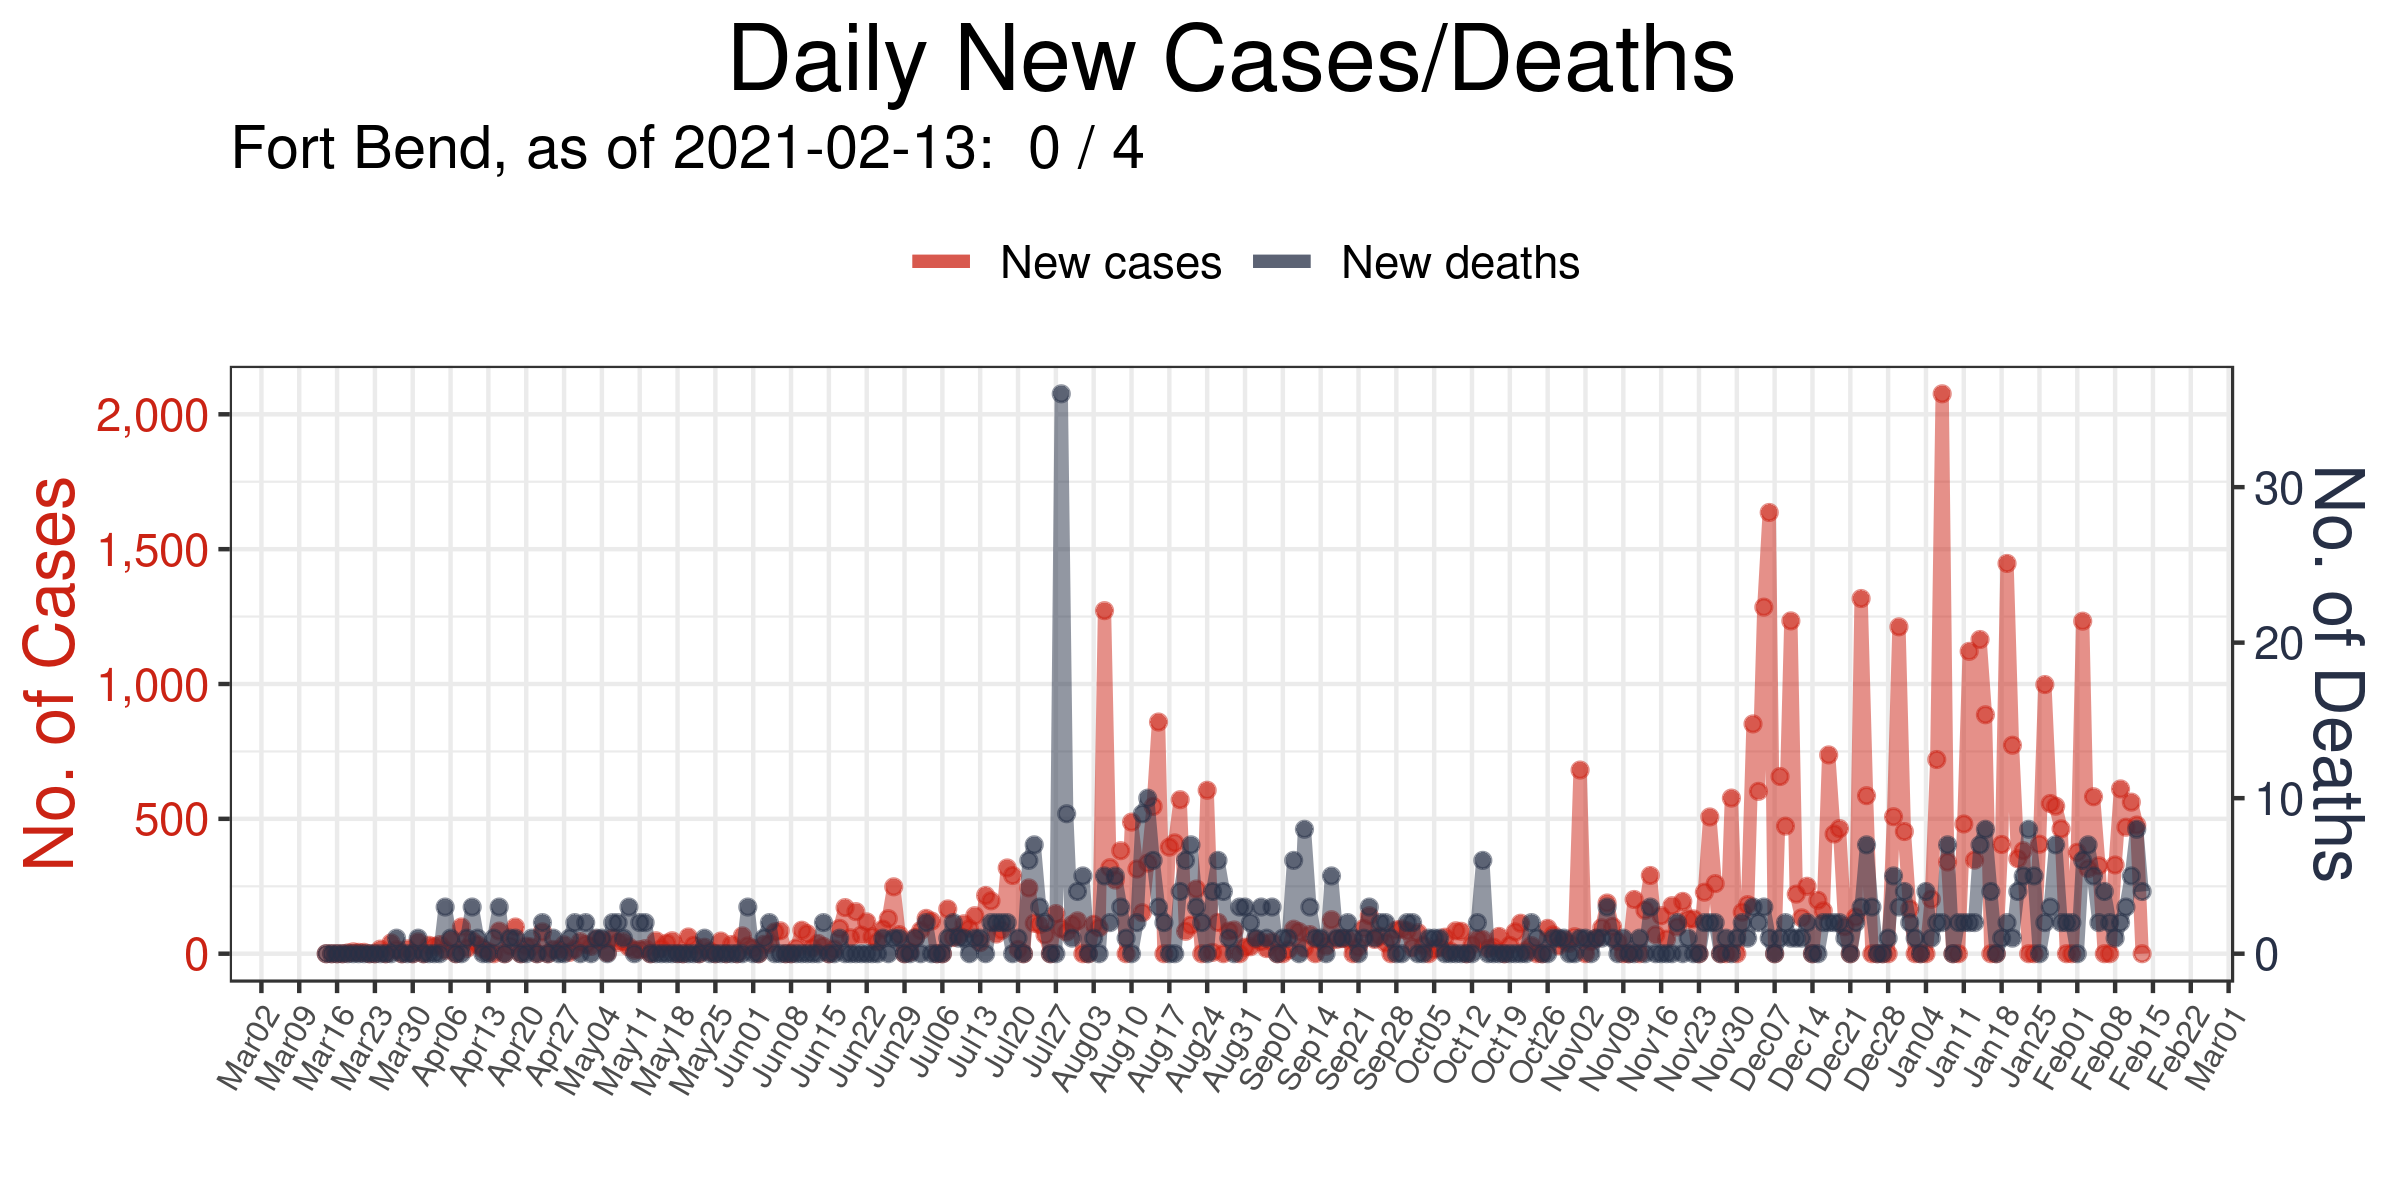 Daily New Cases/Deaths
Fort Bend, as of 2021-02-13:  0 / 4
New cases
New deaths
No. of Cases
2,000
1,500
1,000
500
0
No. of Deaths
30
20
10
0
Mar02
Mar09
Mar16
Mar23
Mar30
Apr06
Apr13
Apr20
Apr27
May04
May11
May18
May25
Jun01
Jun08
Jun15
Jun22
Jun29
Jul06
Jul13
Jul20
Jul27
Aug03
Aug10
Aug17
Aug24
Aug31
Sep07
Sep14
Sep21
Sep28
Oct05
Oct12
Oct19
Oct26
Nov02
Nov09
Nov16
Nov23
Nov30
Dec07
Dec14
Dec21
Dec28
Jan04
Jan11
Jan18
Jan25
Feb01
Feb08
Feb15
Feb22
Mar01